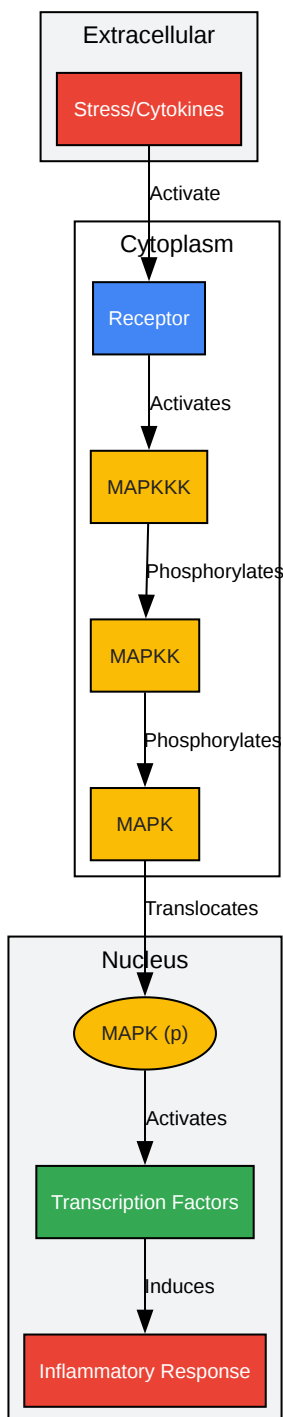 Extracellular
Stress/Cytokines
Activate
Cytoplasm
Receptor
Activates
MAPKKK
Phosphorylates
MAPKK
Phosphorylates
MAPK
Translocates
Nucleus
MAPK (p)
Activates
Transcription Factors
Induces
Inflammatory Response